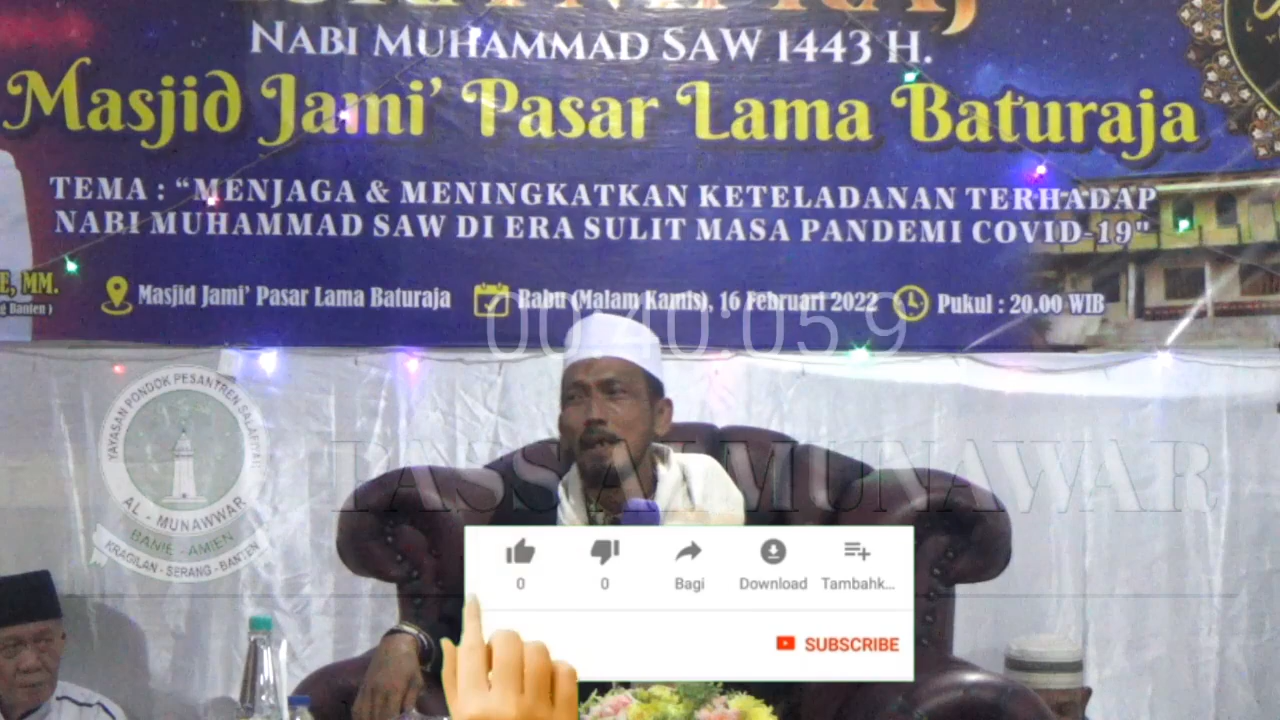 NABI MUHAMMAD SAW 1443 H.
Masjid Jami' Pasar Lama Baturaja
TEMA : "MENJAGA & MENINGKATKAN KETELADANAN TERHADAP
NABI MUHAMMAD SAW DI ERA SULIT MASA PANDEMI COVID-19"
E, MM.
Banten )
Masjid Jami' Pasar Lama Baturaja
Rabu (Malam Kamis), 16 Februari 2022
Pukul : 20.00 WIB
00:40:05.9
YAYASAN PONDOK PESANTREN SALAFIYAH
AL - MUNAWWAR
BANIE - AMIEN
KRAGILAN - SERANG - BANTEN
MUNAWAR
0
0
Bagi
Download
Tambahk...
SUBSCRIBE